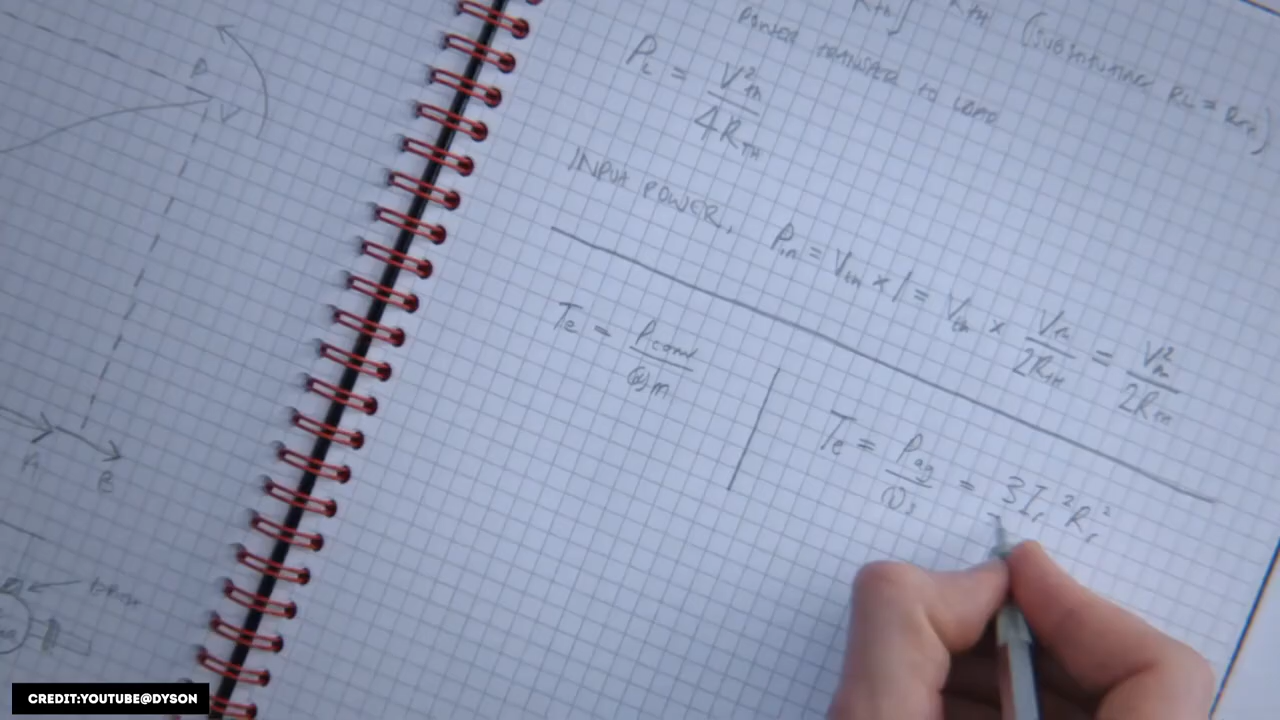 (SUBSTITUTING RL = RTH)
POWER TRANSFER TO LOAD
PL = V²th / 4RTH
INPUT POWER, Pin = Vth x I = Vth x Vth / 2RTH = V²th / 2RTH
Te = Pconv / ωm
Te = Pag / ωs = 3Ir²Rr²
P
V
A
B
CREDIT:YOUTUBE@DYSON